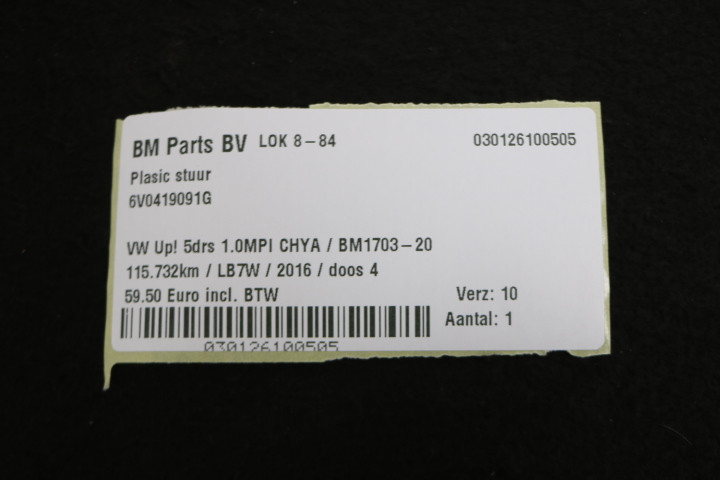 BM Parts BV LOK 8-84 030126100505
Plasic stuur
6V0419091G
VW Up! 5drs 1.0MPI CHYA / BM1703-20
115.732km / LB7W / 2016 / doos 4
59.50 Euro incl. BTW Verz: 10
Aantal: 1
030126100505